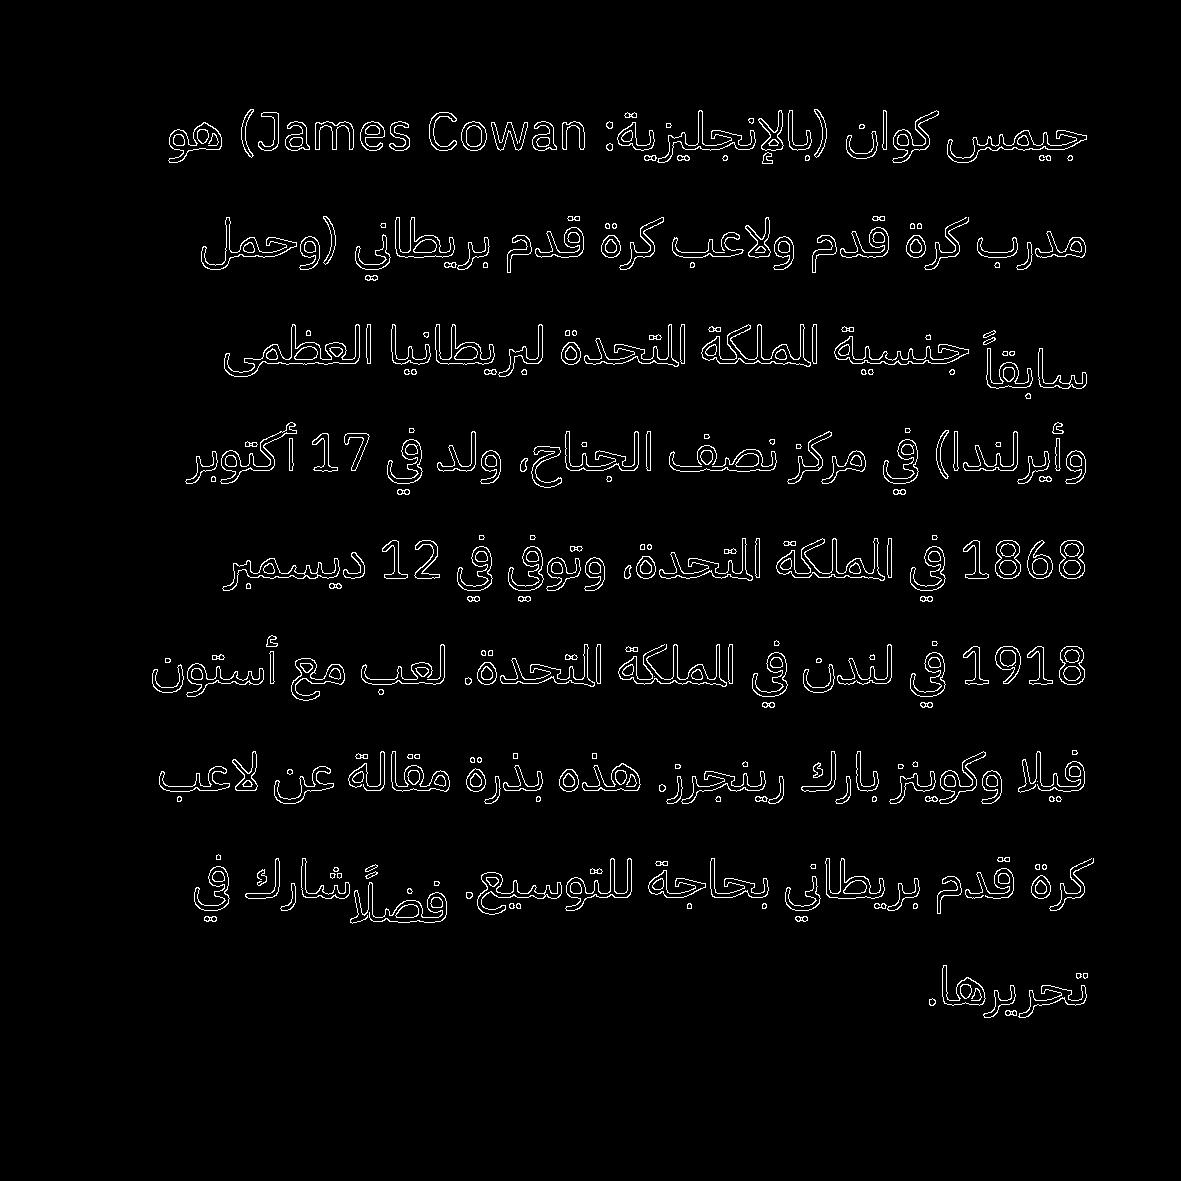 جيمس كوان (بالإنجليزية: James Cowan) هو
مدرب كرة قدم ولاعب كرة قدم بريطاني (وحمل
سابقاً جنسية المملكة المتحدة لبريطانيا العظمى
وأيرلندا) في مركز نصف الجناح، ولد في 17 أكتوبر
1868 في المملكة المتحدة، وتوفي في 12 ديسمبر
1918 في لندن في المملكة المتحدة. لعب مع أستون
فيلا وكوينز بارك رينجرز. هذه بذرة مقالة عن لاعب
كرة قدم بريطاني بحاجة للتوسيع. فضلًا شارك في
تحريرها.